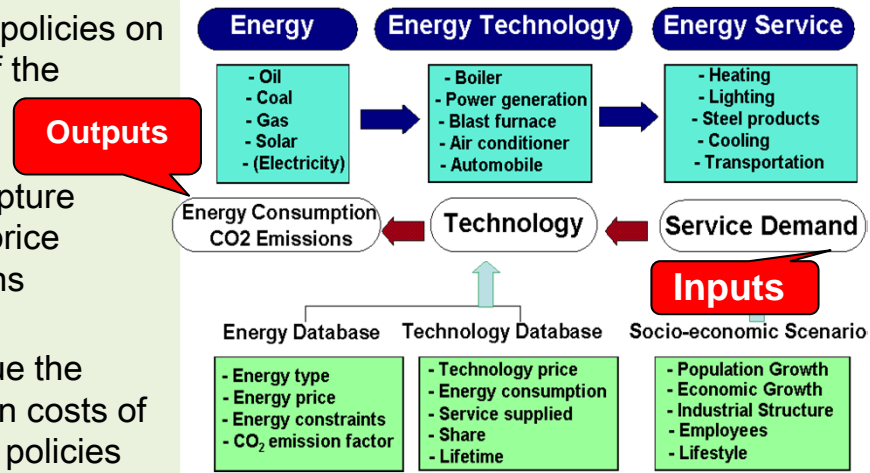 policies on
f the
pture
price
ns
ue the
n costs of
policies
Energy
Energy Technology
Energy Service
- Oil
- Coal
- Gas
- Solar
- (Electricity)
- Boiler
- Power generation
- Blast furnace
- Air conditioner
- Automobile
- Heating
- Lighting
- Steel products
- Cooling
- Transportation
Outputs
Energy Consumption
CO2 Emissions
Technology
Service Demand
Inputs
Energy Database
Technology Database
Socio-economic Scenario
- Energy type
- Energy price
- Energy constraints
- CO₂ emission factor
- Technology price
- Energy consumption
- Service supplied
- Share
- Lifetime
- Population Growth
- Economic Growth
- Industrial Structure
- Employees
- Lifestyle